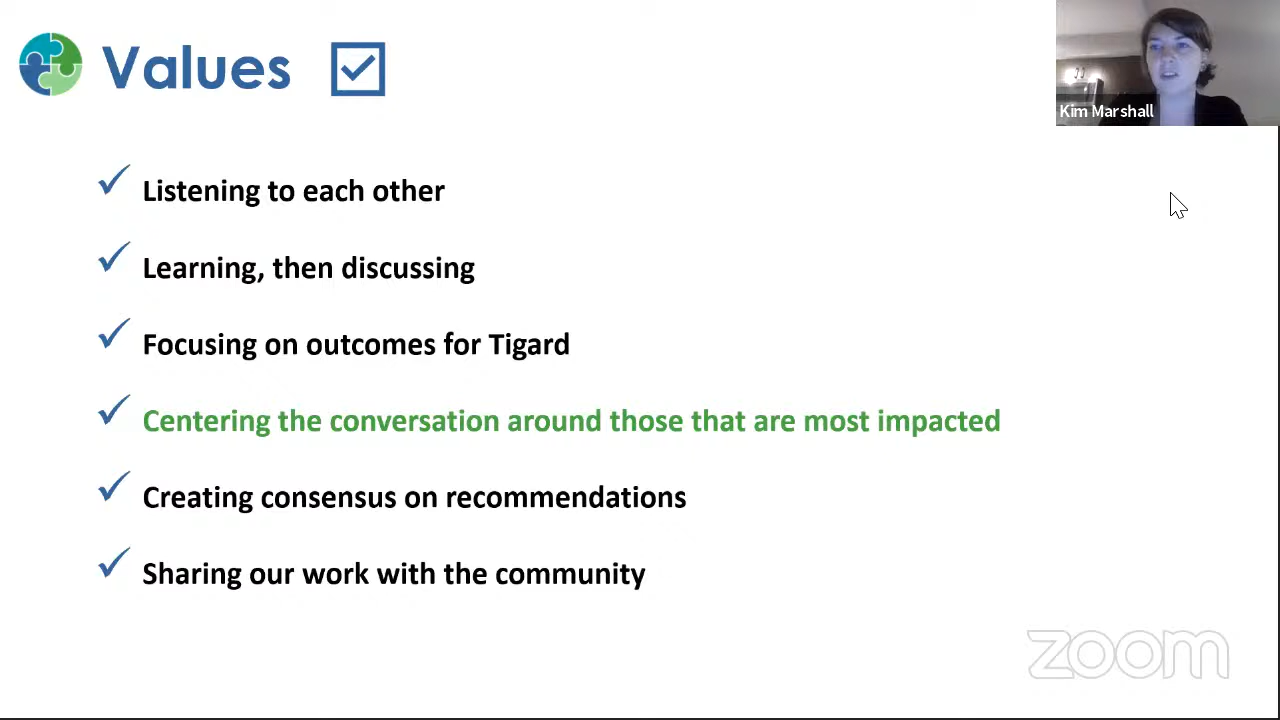 Values
Kim Marshall
Listening to each other
Learning, then discussing
Focusing on outcomes for Tigard
Centering the conversation around those that are most impacted
Creating consensus on recommendations
Sharing our work with the community
zoom